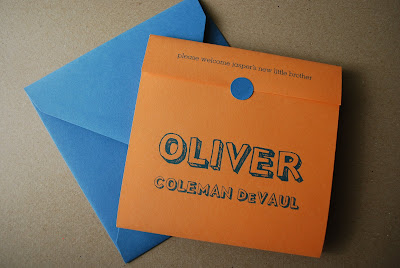 please welcome jasper's new little brother
OLIVER
COLEMAN DeVAUL